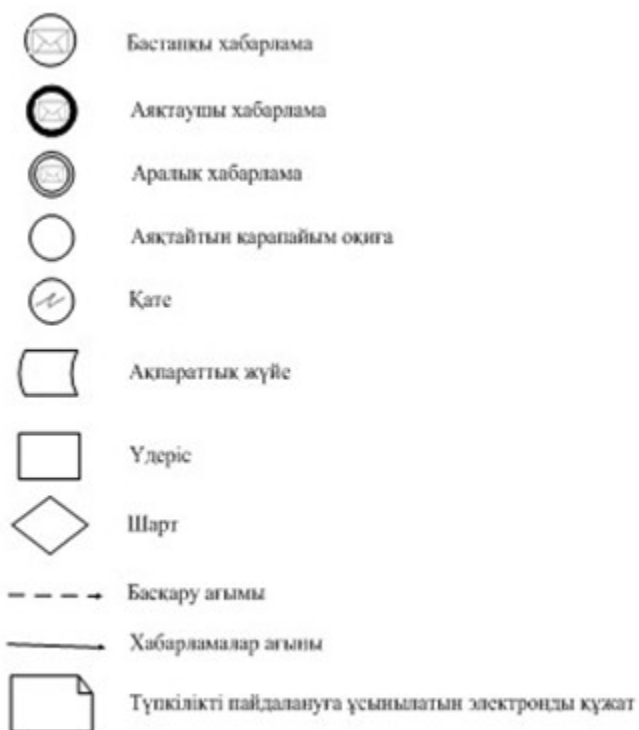 Бастапқы хабарлама
Аяқтаушы хабарлама
Аралық хабарлама
Аяқтайтын қарапайым оқиға
Қате
Ақпараттық жүйе
Үдеріс
Шарт
Басқару ағымы
Хабарламалар ағыны
Түпкілікті пайдалануға ұсынылатын электронды құжат